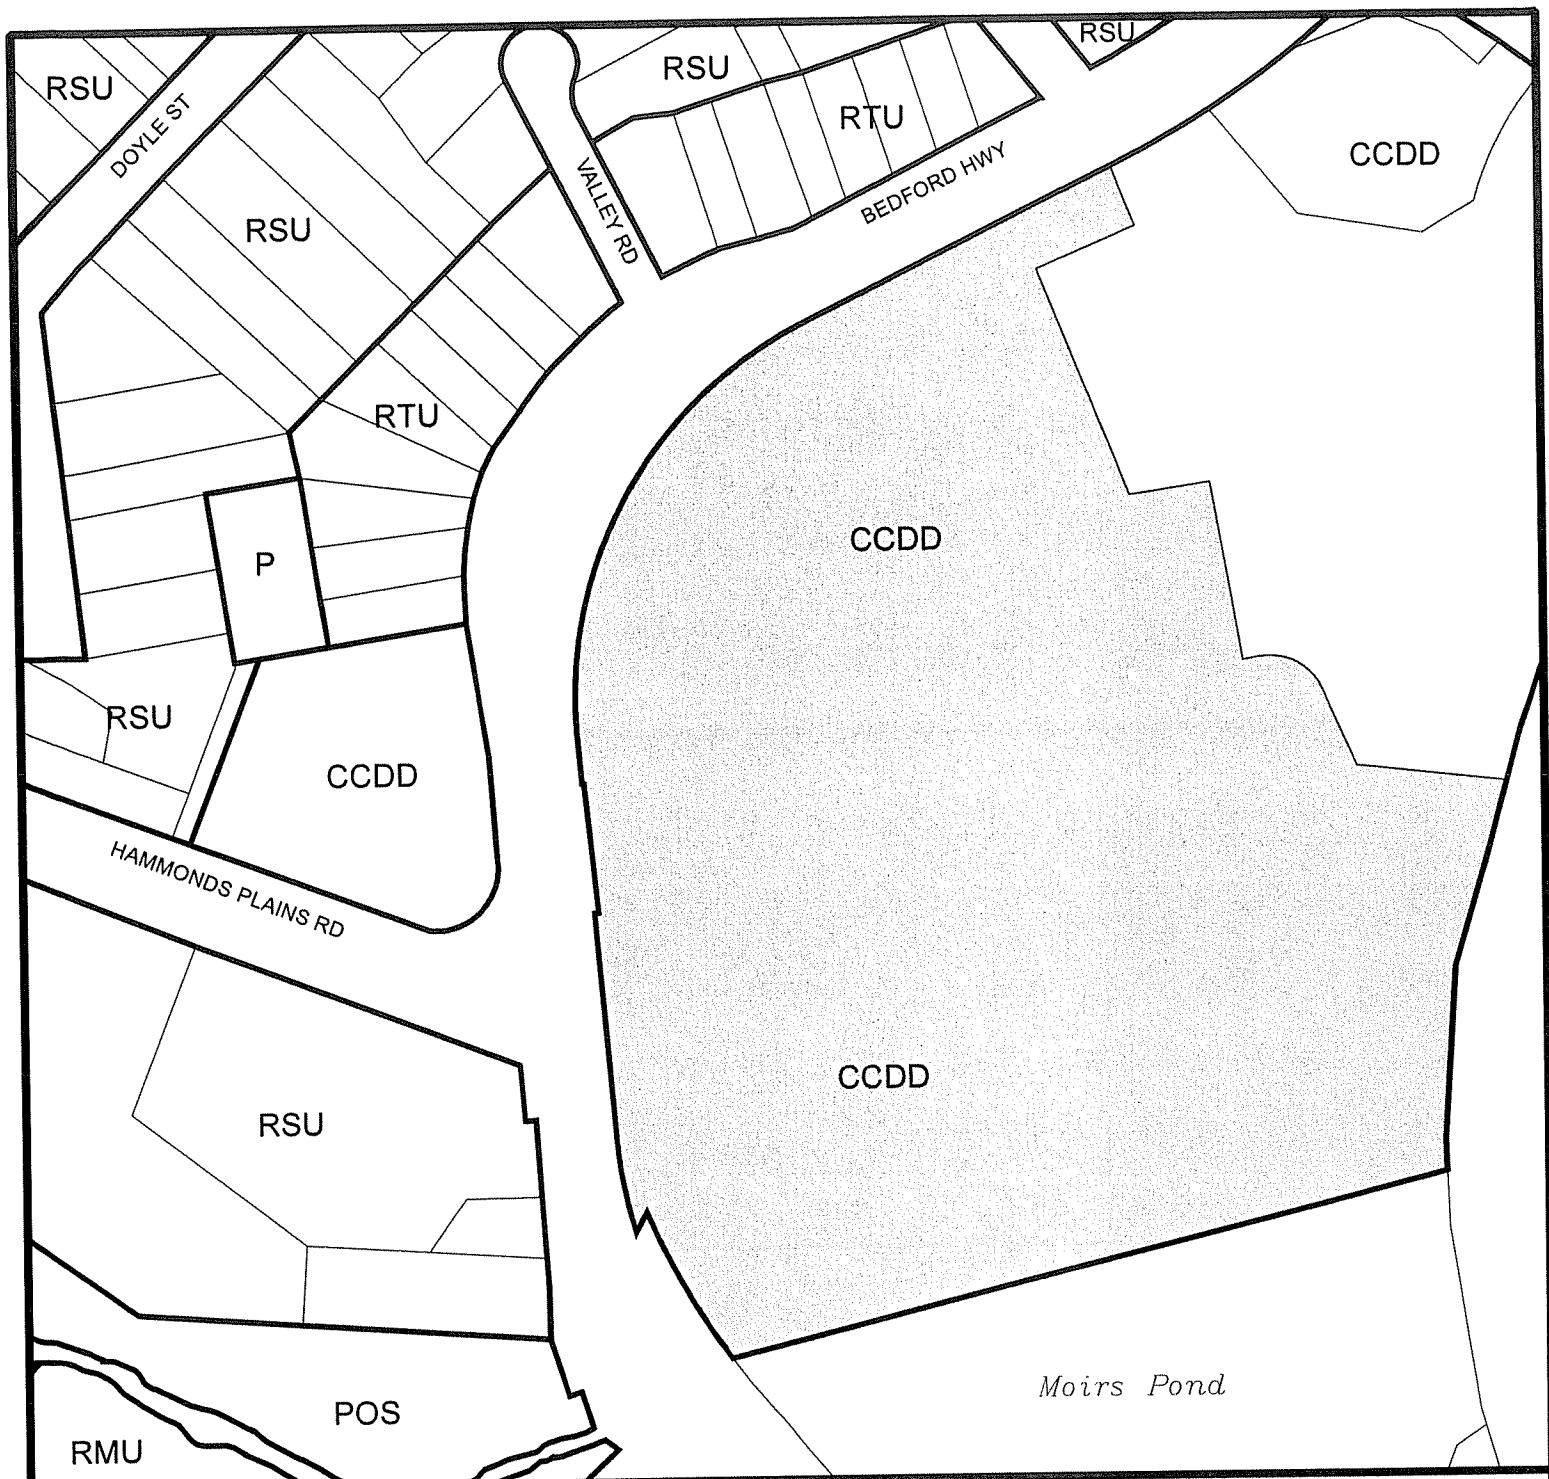 RSU
RSU
RSU
DOYLE ST
RTU
VALLEY RD
BEDFORD HWY
CCDD
RSU
RTU
CCDD
P
RSU
CCDD
HAMMONDS PLAINS RD
CCDD
RSU
Moirs Pond
POS
RMU